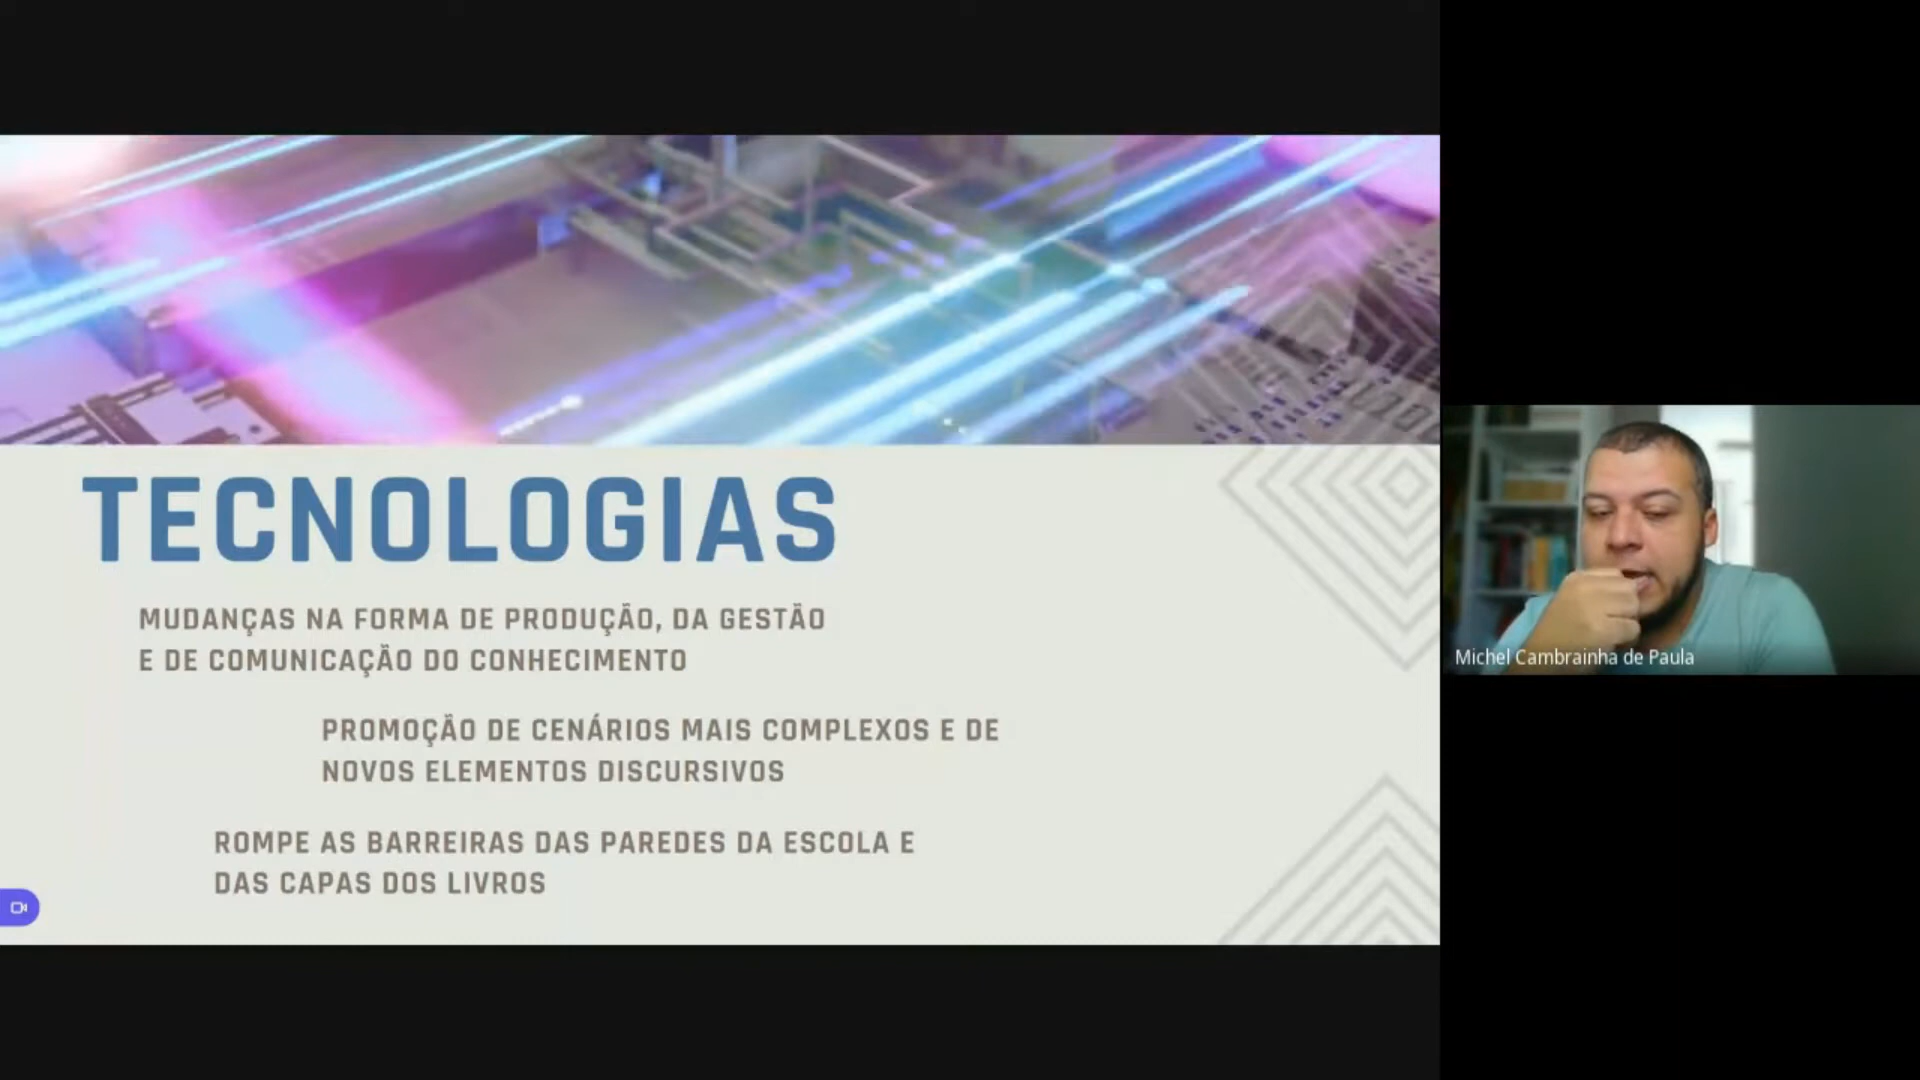 TECNOLOGIAS
MUDANÇAS NA FORMA DE PRODUÇÃO, DA GESTÃO
E DE COMUNICAÇÃO DO CONHECIMENTO
PROMOÇÃO DE CENÁRIOS MAIS COMPLEXOS E DE
NOVOS ELEMENTOS DISCURSIVOS
ROMPE AS BARREIRAS DAS PAREDES DA ESCOLA E
DAS CAPAS DOS LIVROS
Michel Cambrainha de Paula